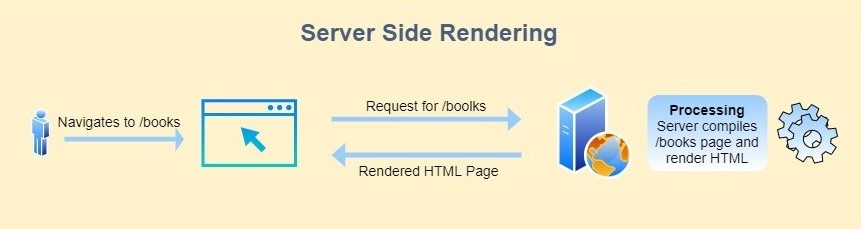 Server Side Rendering
Navigates to /books
Request for /boolks
Rendered HTML Page
Processing
Server compiles
/books page and
render HTML